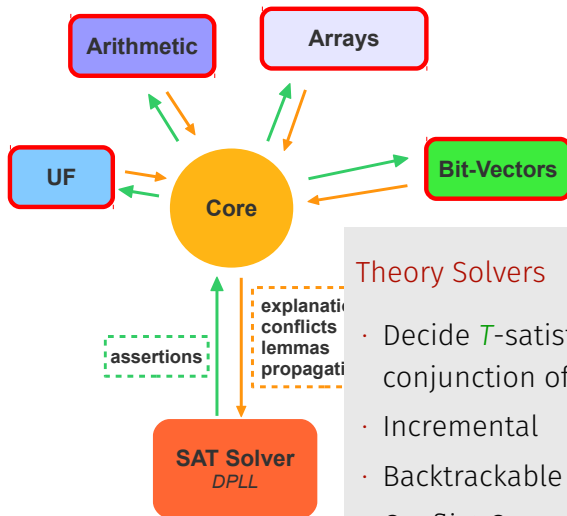 Arithmetic
Arrays
UF
Core
Bit-Vectors
assertions
conflicts
lemmas
SAT Solver
DPLL
Theory Solvers
· Decide
conjunction of
· Incremental
· Backtrackable